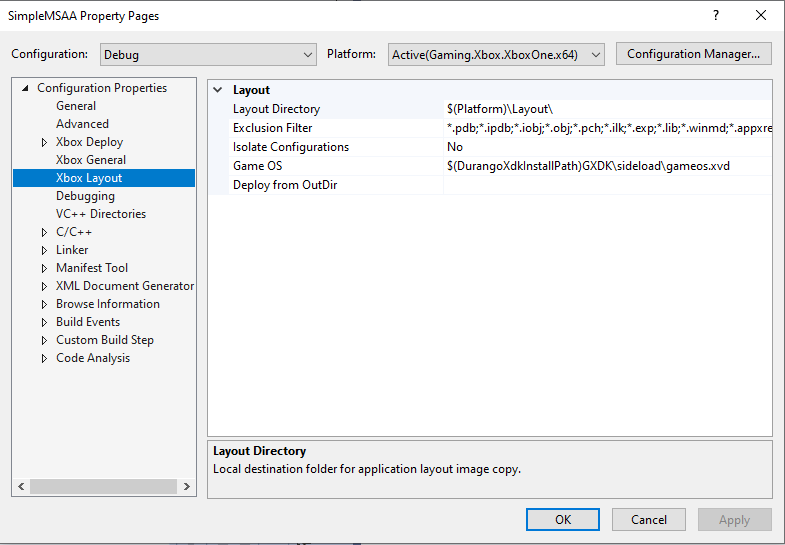 SimpleMSAA Property Pages
?
Configuration: Debug Platform: Active(Gaming.Xbox.XboxOne.x64) Configuration Manager...
Configuration Properties
General
Advanced
Xbox Deploy
Xbox General
Xbox Layout
Debugging
VC++ Directories
C/C++
Linker
Manifest Tool
XML Document Generator
Browse Information
Build Events
Custom Build Step
Code Analysis
Layout
Layout Directory $(Platform)\Layout\
Exclusion Filter *.pdb;*.ipdb;*.iobj;*.obj;*.pch;*.ilk;*.exp;*.lib;*.winmd;*.appxre
Isolate Configurations No
Game OS $(DurangoXdkInstallPath)GXDK\sideload\gameos.xvd
Deploy from OutDir
Layout Directory
Local destination folder for application layout image copy.
OK Cancel Apply